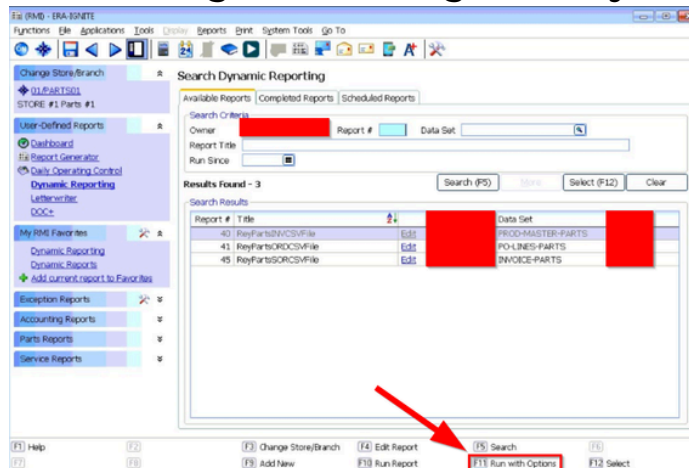 (RMI) - ERA-IGNITE
Functions File Applications Tools Display Reports Print System Tools Go To
Change Store/Branch
01/PARTS01
STORE #1 Parts #1
User-Defined Reports
Dashboard
Report Generator
Daily Operating Control
Dynamic Reporting
Letterwriter
DOC+
My RMI Favorites
Dynamic Reporting
Dynamic Reports
Add current report to Favorites
Exception Reports
Accounting Reports
Parts Reports
Service Reports
Search Dynamic Reporting
Available Reports Completed Reports Scheduled Reports
Search Criteria
Owner Report # Data Set
Report Title
Run Since
Results Found - 3 Search (F5) More Select (F12) Clear
Search Results
Report # Title Data Set
40 ReyPartsINVCSVFile Edit PROD-MASTER-PARTS
41 ReyPartsORDCSVFile Edit PO-LINES-PARTS
45 ReyPartsSORCSVFile Edit INVOICE-PARTS
F1 Help F2 F3 Change Store/Branch F4 Edit Report F5 Search F6
F7 F8 F9 Add New F10 Run Report F11 Run with Options F12 Select